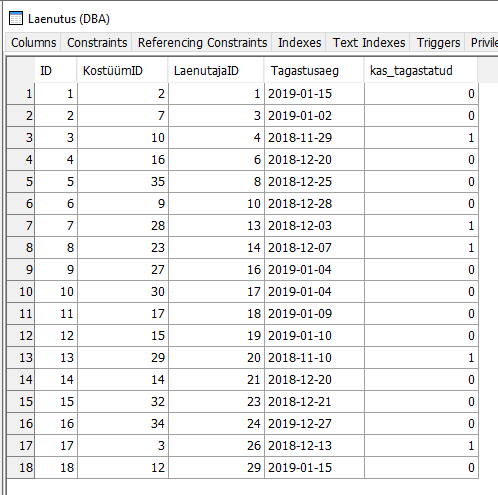 Laenutus (DBA)
Columns Constraints Referencing Constraints Indexes Text Indexes Triggers
ID KostüümID LaenutajaID Tagastusaeg kas_tagastatud
1 1 2 1 2019-01-15 0
2 2 7 3 2019-01-02 0
3 3 10 4 2018-11-29 1
4 4 16 6 2018-12-20 0
5 5 35 8 2018-12-25 0
6 6 9 10 2018-12-28 0
7 7 28 13 2018-12-03 1
8 8 23 14 2018-12-07 1
9 9 27 16 2019-01-04 0
10 10 30 17 2019-01-04 0
11 11 17 18 2019-01-09 0
12 12 15 19 2019-01-10 0
13 13 29 20 2018-11-10 1
14 14 14 21 2018-12-20 0
15 15 32 23 2018-12-21 0
16 16 34 24 2019-12-27 0
17 17 3 26 2018-12-13 1
18 18 12 29 2019-01-15 0